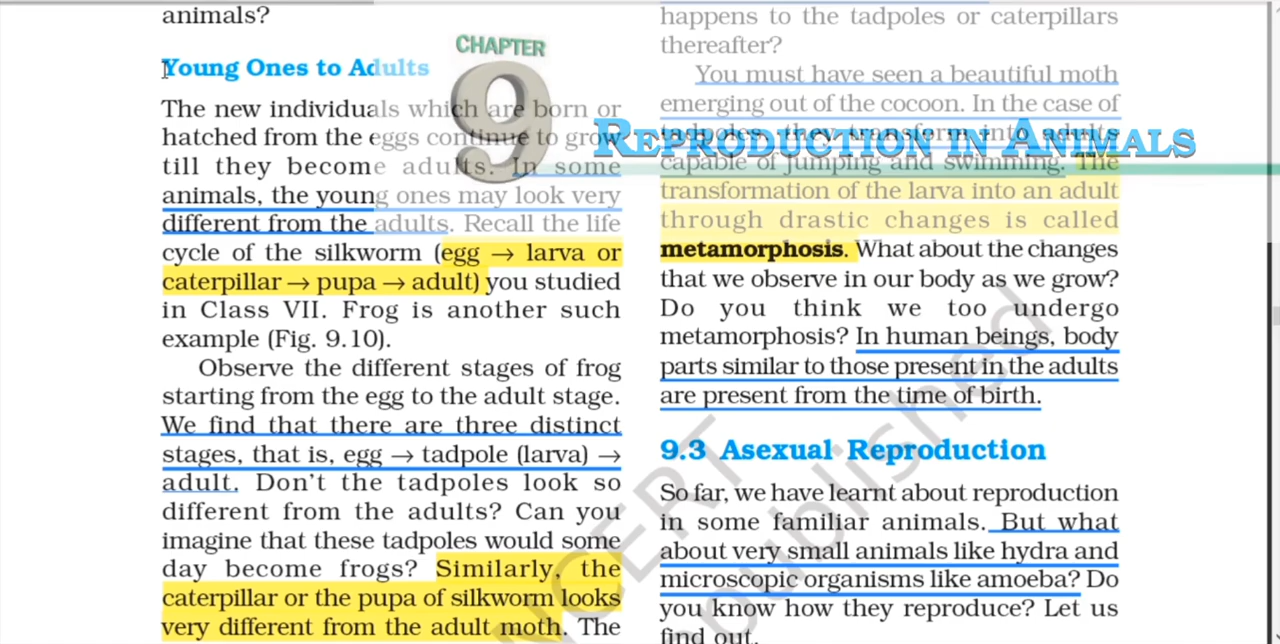 animals?
Young Ones to Adults
The new individuals which are born or
hatched from the eggs continue to grow
till they become adults. In some
animals, the young ones may look very
different from the adults. Recall the life
cycle of the silkworm (egg → larva or
caterpillar → pupa → adult) you studied
in Class VII. Frog is another such
example (Fig. 9.10).
Observe the different stages of frog
starting from the egg to the adult stage.
We find that there are three distinct
stages, that is, egg → tadpole (larva) →
adult. Don't the tadpoles look so
different from the adults? Can you
imagine that these tadpoles would some
day become frogs? Similarly, the
caterpillar or the pupa of silkworm looks
very different from the adult moth. The
CHAPTER
9
REPRODUCTION IN ANIMALS
happens to the tadpoles or caterpillars
thereafter?
You must have seen a beautiful moth
emerging out of the cocoon. In the case of
tadpoles, they transform into adults
capable of jumping and swimming. The
transformation of the larva into an adult
through drastic changes is called
metamorphosis. What about the changes
that we observe in our body as we grow?
Do you think we too undergo
metamorphosis? In human beings, body
parts similar to those present in the adults
are present from the time of birth.
9.3 Asexual Reproduction
So far, we have learnt about reproduction
in some familiar animals. But what
about very small animals like hydra and
microscopic organisms like amoeba? Do
you know how they reproduce? Let us
find out.
NCERT
published